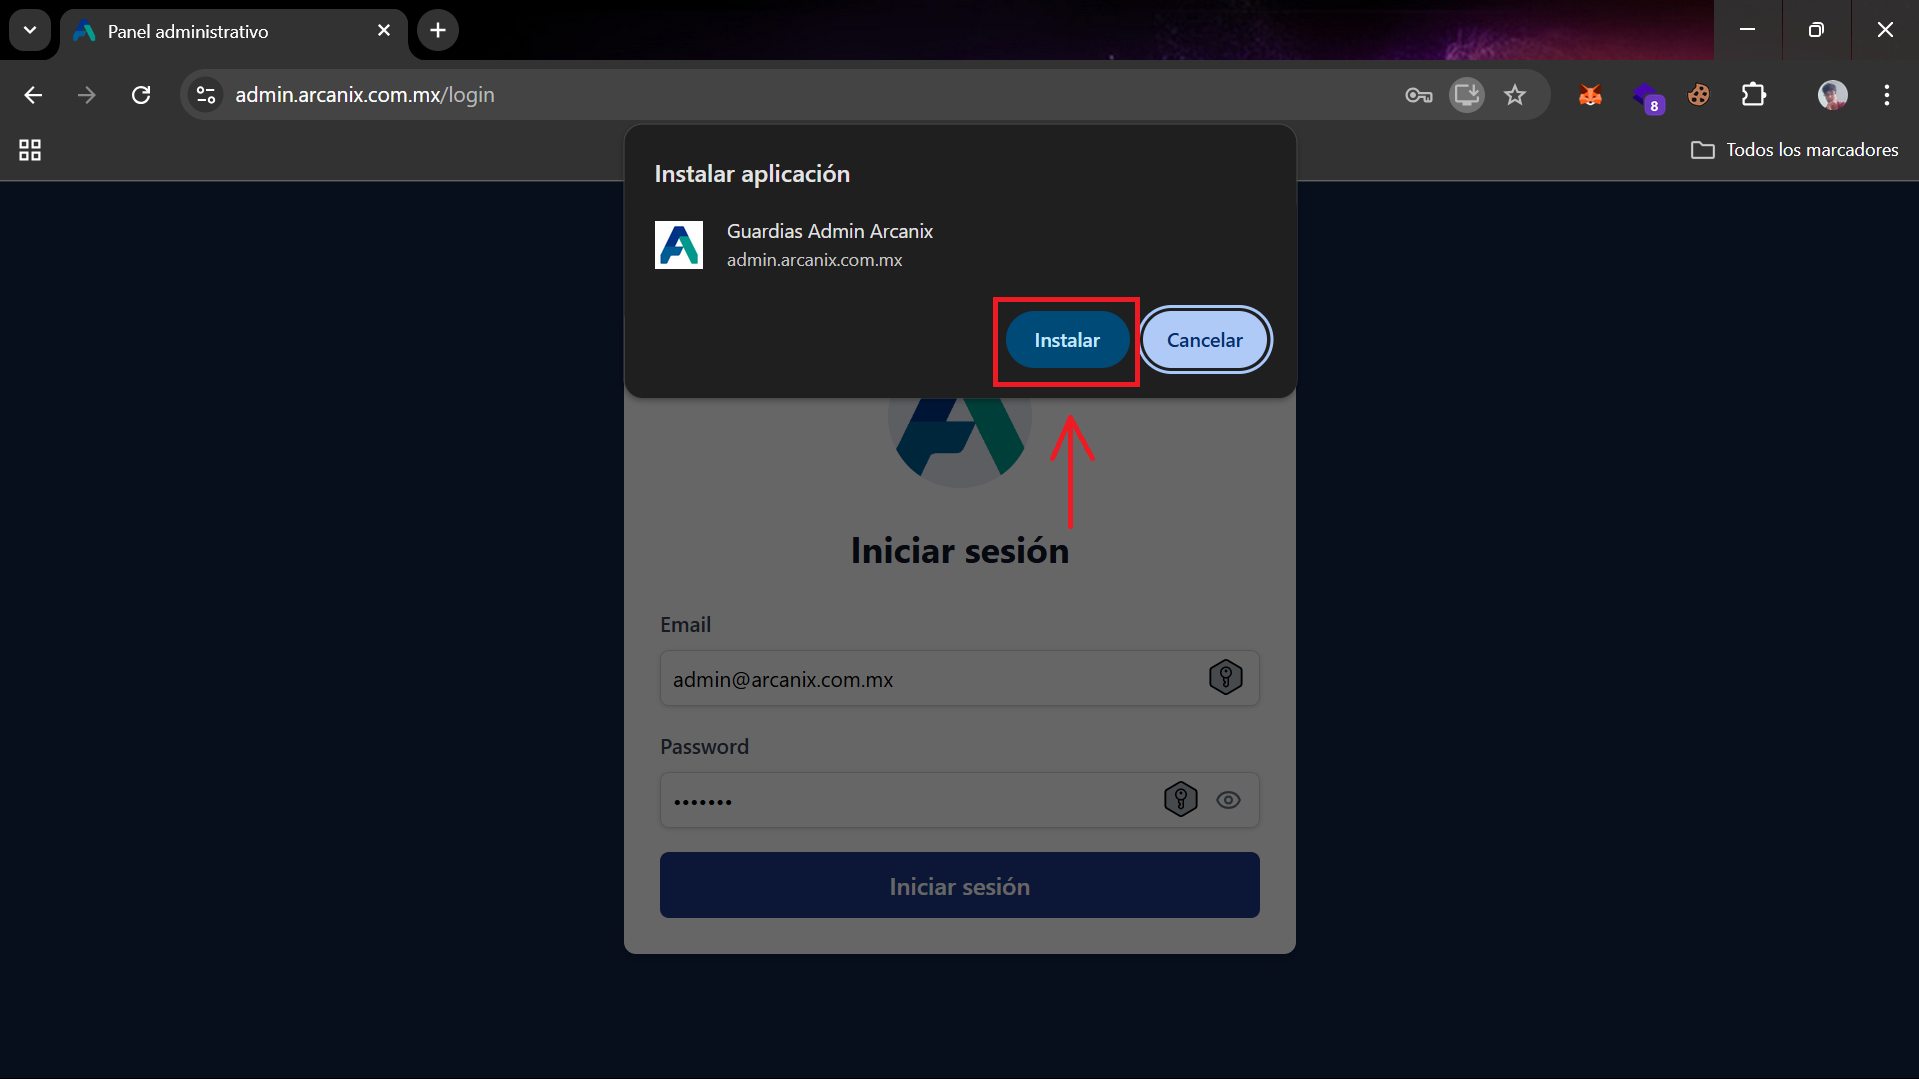 Panel administrativo
admin.arcanix.com.mx/login
8
Todos los marcadores
Instalar aplicación
Guardias Admin Arcanix
admin.arcanix.com.mx
Instalar
Cancelar
Iniciar sesión
Email
admin@arcanix.com.mx
Password
•••••••
Iniciar sesión